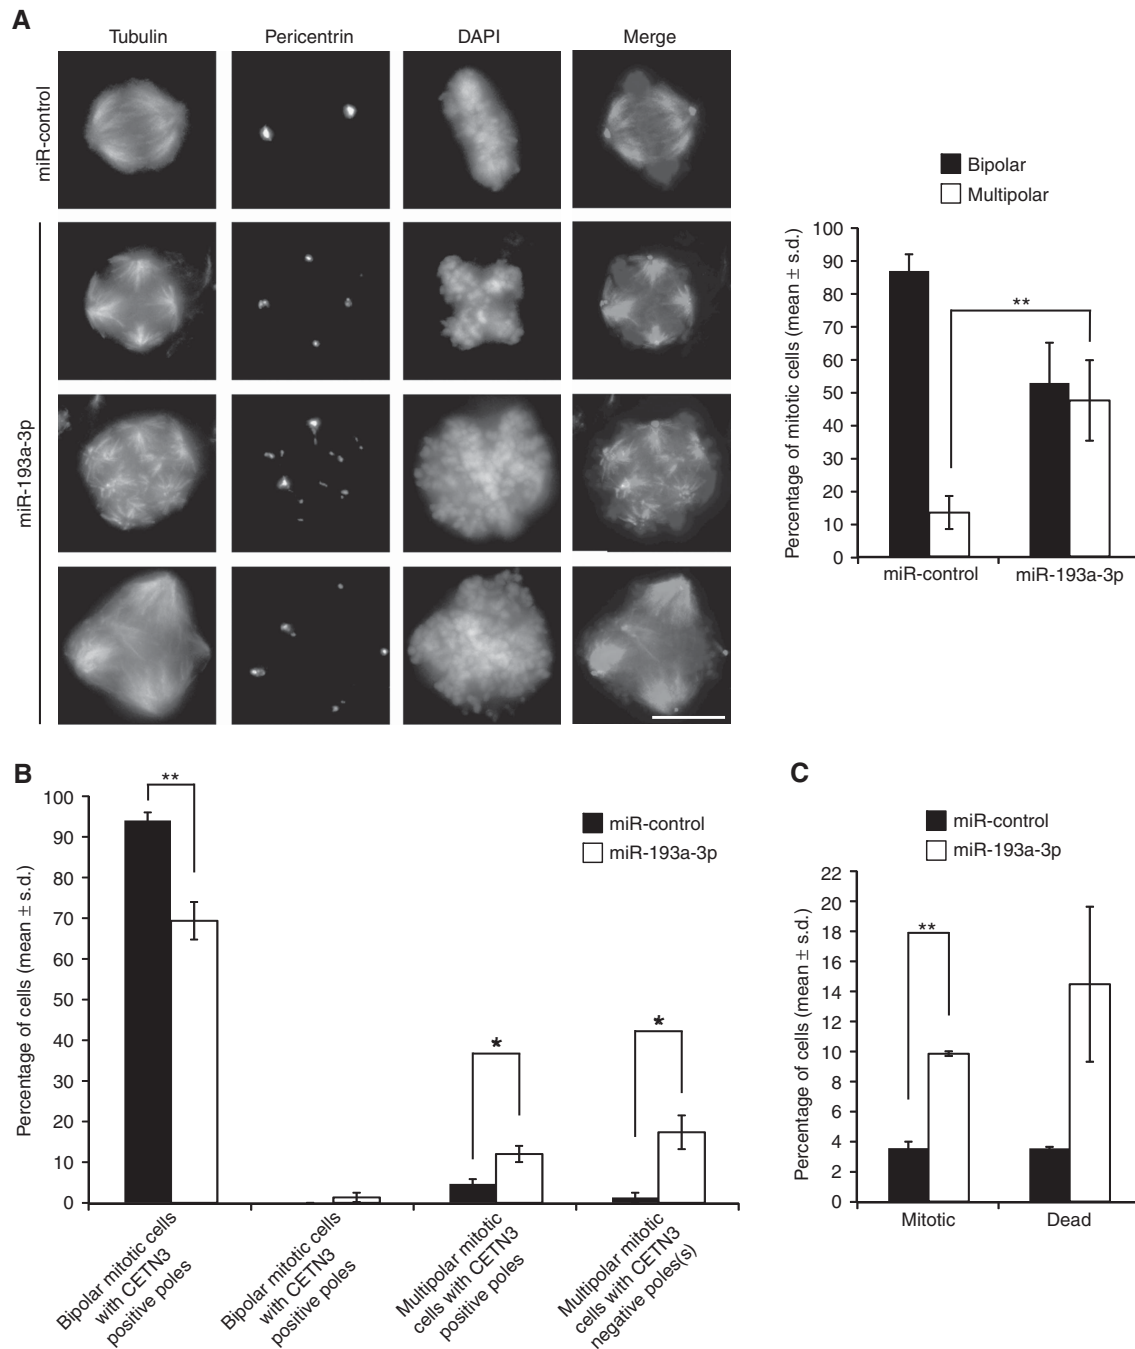 A
Tubulin
Pericentrin
DAPI
Merge
miR-control
miR-193a-3p
Bipolar
Multipolar
Percentage of mitotic cells (mean ± s.d.)
100
90
80
70
60
50
40
30
20
10
0
**
miR-control
miR-193a-3p
B
Percentage of cells (mean ± s.d.)
100
90
80
70
60
50
40
30
20
10
0
**
*
*
miR-control
miR-193a-3p
Bipolar mitotic cells
with CETN3
positive poles
Bipolar mitotic cells
with CETN3
positive poles
Multipolar mitotic
cells with CETN3
positive poles
Multipolar mitotic
cells with CETN3
negative poles(s)
C
miR-control
miR-193a-3p
Percentage of cells (mean ± s.d.)
22
20
18
16
14
12
10
8
6
4
2
0
**
Mitotic
Dead